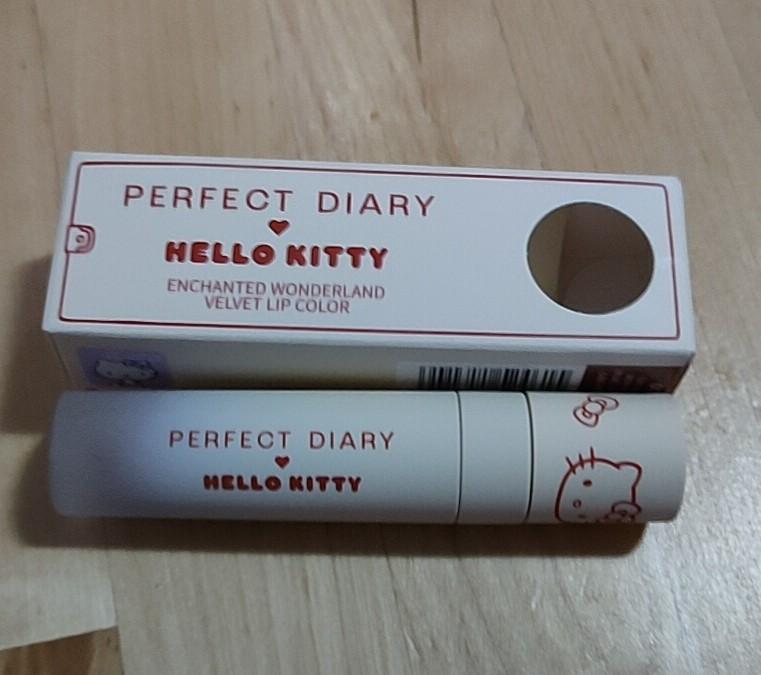 PERFECT DIARY
HELLO KITTY
ENCHANTED WONDERLAND
VELVET LIP COLOR
PERFECT DIARY
HELLO KITTY